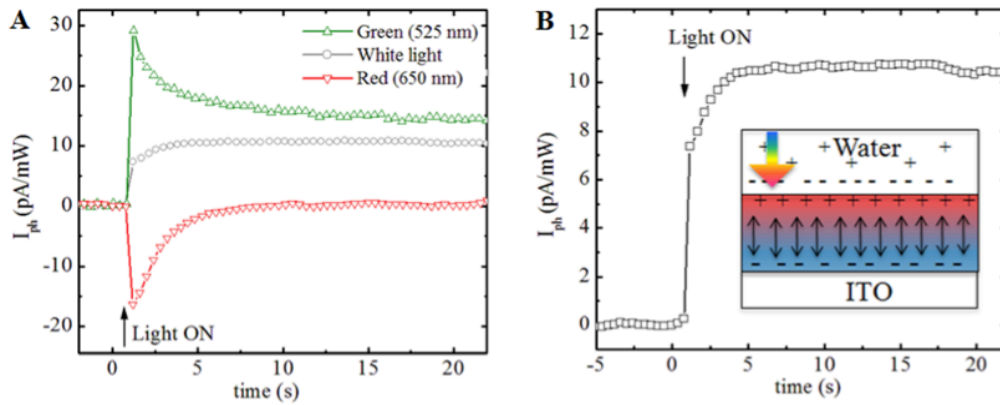 A
30
20
10
0
-10
-20
I_ph (pA/mW)
Green (525 nm)
White light
Red (650 nm)
Light ON
0 5 10 15 20
time (s)
B
12
10
8
6
4
2
0
I_ph (pA/mW)
Light ON
Water
+ + + + + +
- - - - - - - - - - - -
+ + + + + + + + + + +
- - - - - - - - - - -
ITO
-5 0 5 10 15 20
time (s)